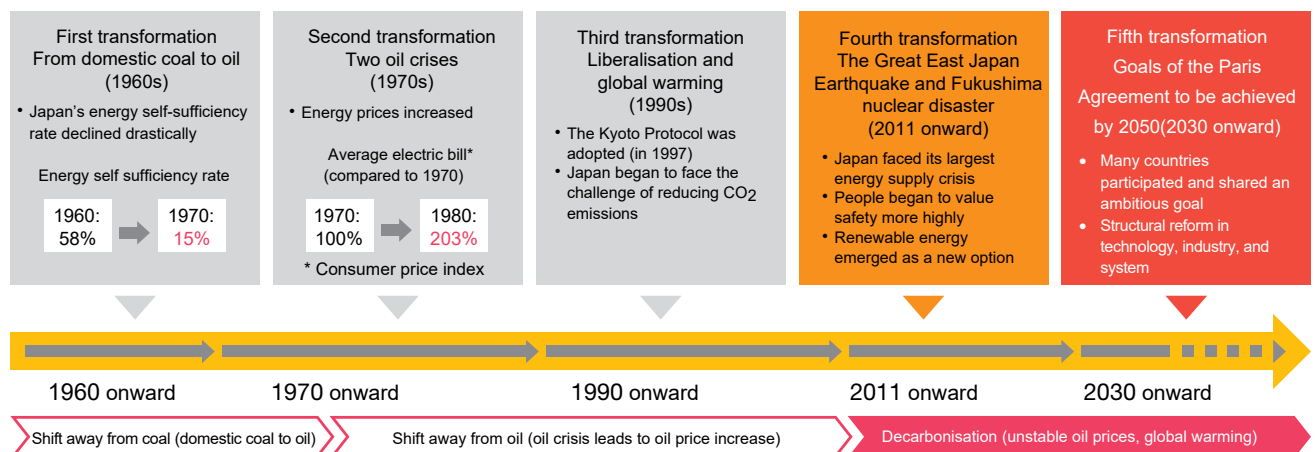 First transformation
From domestic coal to oil
(1960s)
• Japan's energy self-sufficiency
rate declined drastically
Energy self sufficiency rate
1960:
58%
1970:
15%
Second transformation
Two oil crises
(1970s)
• Energy prices increased
Average electric bill*
(compared to 1970)
1970:
100%
1980:
203%
* Consumer price index
Third transformation
Liberalisation and
global warming
(1990s)
• The Kyoto Protocol was
adopted (in 1997)
• Japan began to face the
challenge of reducing CO2
emissions
Fourth transformation
The Great East Japan
Earthquake and Fukushima
nuclear disaster
(2011 onward)
• Japan faced its largest
energy supply crisis
• People began to value
safety more highly
• Renewable energy
emerged as a new option
Fifth transformation
Goals of the Paris
Agreement to be achieved
by 2050(2030 onward)
• Many countries
participated and shared an
ambitious goal
• Structural reform in
technology, industry, and
system
1960 onward
1970 onward
1990 onward
2011 onward
2030 onward
Shift away from coal (domestic coal to oil)
Shift away from oil (oil crisis leads to oil price increase)
Decarbonisation (unstable oil prices, global warming)